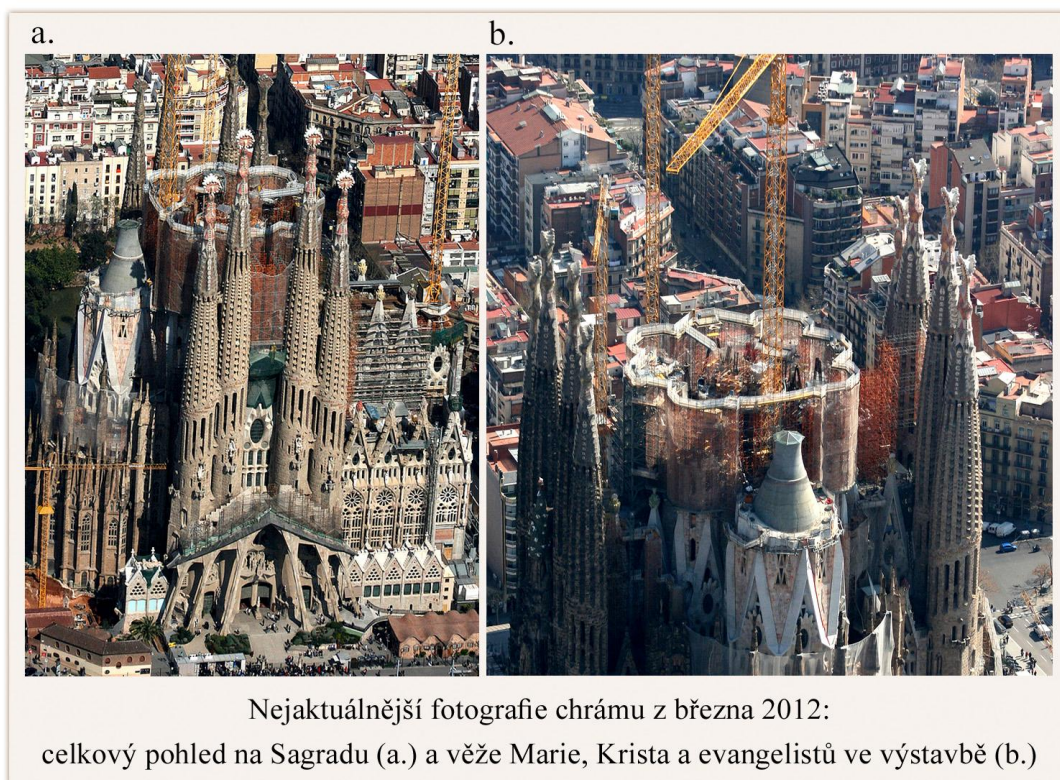 a.
b.
Nejaktuálnější fotografie chrámu z března 2012:
celkový pohled na Sagradu (a.) a věže Marie, Krista a evangelistů ve výstavbě (b.)